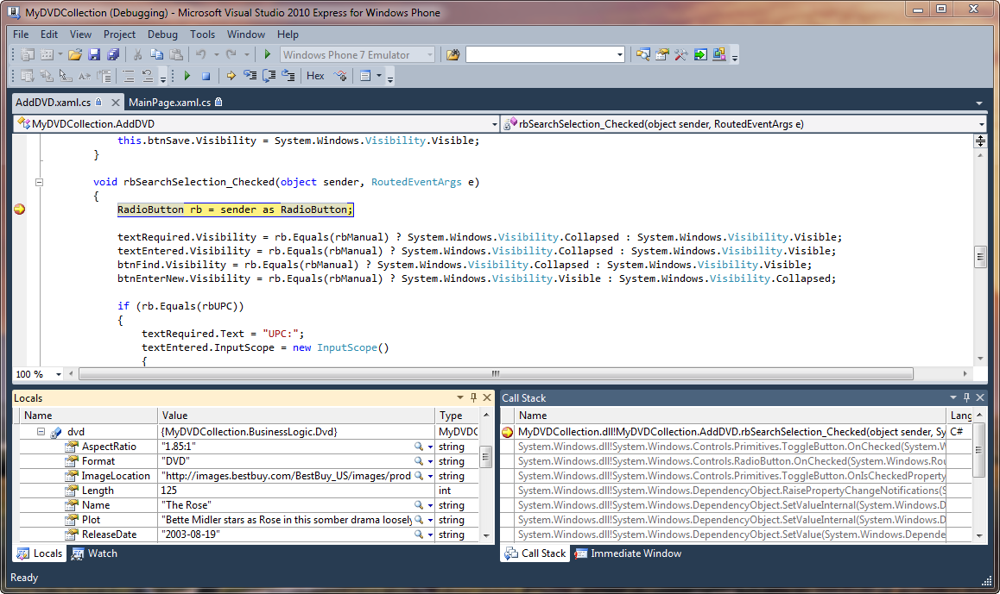 MyDVDCollection (Debugging) - Microsoft Visual Studio 2010 Express for Windows Phone
File Edit View Project Debug Tools Window Help
Windows Phone 7 Emulator
Hex
AddDVD.xaml.cs MainPage.xaml.cs
MyDVDCollection.AddDVD rbSearchSelection_Checked(object sender, RoutedEventArgs e)
this.btnSave.Visibility = System.Windows.Visibility.Visible;
}
void rbSearchSelection_Checked(object sender, RoutedEventArgs e)
{
RadioButton rb = sender as RadioButton;
textRequired.Visibility = rb.Equals(rbManual) ? System.Windows.Visibility.Collapsed : System.Windows.Visibility.Visible;
textEntered.Visibility = rb.Equals(rbManual) ? System.Windows.Visibility.Collapsed : System.Windows.Visibility.Visible;
btnFind.Visibility = rb.Equals(rbManual) ? System.Windows.Visibility.Collapsed : System.Windows.Visibility.Visible;
btnEnterNew.Visibility = rb.Equals(rbManual) ? System.Windows.Visibility.Visible : System.Windows.Visibility.Collapsed;
if (rb.Equals(rbUPC))
{
textRequired.Text = "UPC:";
textEntered.InputScope = new InputScope()
{
100 %
Locals
Name Value Type
dvd {MyDVDCollection.BusinessLogic.Dvd} MyDVDC
AspectRatio "1.85:1" string
Format "DVD" string
ImageLocation "http://images.bestbuy.com/BestBuy_US/images/prod string
Length 125 int
Name "The Rose" string
Plot "Bette Midler stars as Rose in this somber drama loosely string
ReleaseDate "2003-08-19" string
Locals Watch
Call Stack
Name Lang
MyDVDCollection.dll!MyDVDCollection.AddDVD.rbSearchSelection_Checked(object sender, Sy C#
System.Windows.dll!System.Windows.Controls.Primitives.ToggleButton.OnChecked(System.W
System.Windows.dll!System.Windows.Controls.RadioButton.OnChecked(System.Windows.Rou
System.Windows.dll!System.Windows.Controls.Primitives.ToggleButton.OnIsCheckedProperty
System.Windows.dll!System.Windows.DependencyObject.RaisePropertyChangeNotifications(S
System.Windows.dll!System.Windows.DependencyObject.SetValueInternal(System.Windows.D
System.Windows.dll!System.Windows.DependencyObject.SetValueInternal(System.Windows.D
System.Windows.dll!System.Windows.DependencyObject.SetValue(System.Windows.Depende
Call Stack Immediate Window
Ready